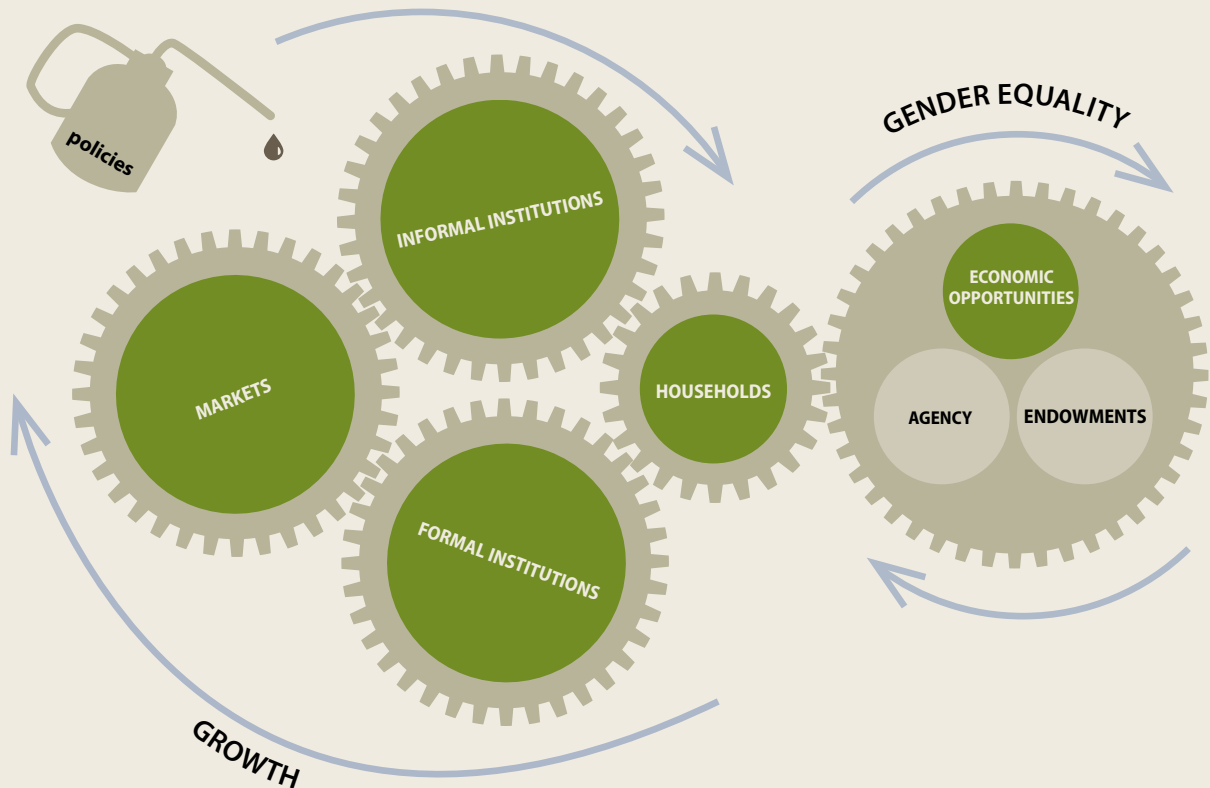 policies
INFORMAL INSTITUTIONS
GENDER EQUALITY
MARKETS
HOUSEHOLDS
ECONOMIC
OPPORTUNITIES
AGENCY
ENDOWMENTS
FORMAL INSTITUTIONS
GROWTH